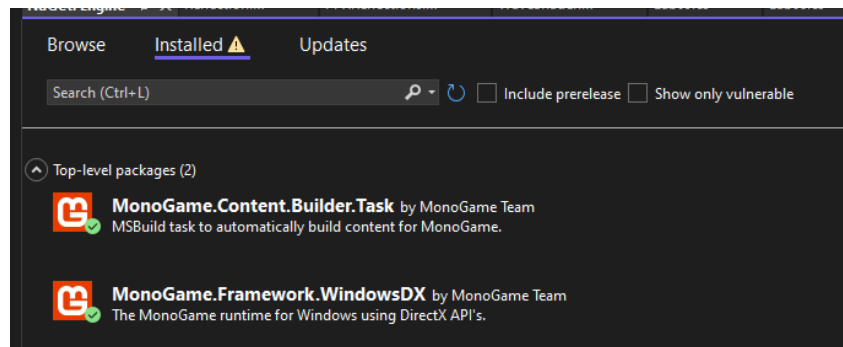 Browse Installed Updates
Search (Ctrl+L) Include prerelease Show only vulnerable
Top-level packages (2)
MonoGame.Content.Builder.Task by MonoGame Team
MSBuild task to automatically build content for MonoGame.
MonoGame.Framework.WindowsDX by MonoGame Team
The MonoGame runtime for Windows using DirectX API's.